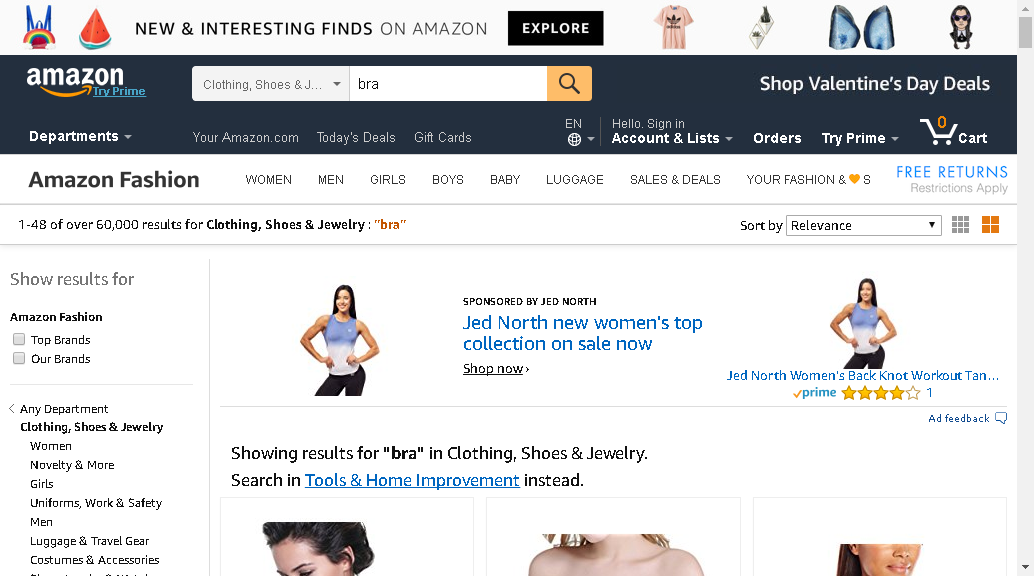 NEW & INTERESTING FINDS ON AMAZON EXPLORE
amazon
Try Prime
Clothing, Shoes & J...
bra
Shop Valentine's Day Deals
Departments
Your Amazon.com
Today's Deals
Gift Cards
EN
Hello. Sign in
Account & Lists
Orders
Try Prime
0
Cart
Amazon Fashion
WOMEN
MEN
GIRLS
BOYS
BABY
LUGGAGE
SALES & DEALS
YOUR FASHION & 🧡 S
FREE RETURNS
Restrictions Apply
1-48 of over 60,000 results for Clothing, Shoes & Jewelry : "bra"
Sort by Relevance
Show results for
Amazon Fashion
Top Brands
Our Brands
Any Department
Clothing, Shoes & Jewelry
Women
Novelty & More
Girls
Uniforms, Work & Safety
Men
Luggage & Travel Gear
Costumes & Accessories
SPONSORED BY JED NORTH
Jed North new women's top
collection on sale now
Shop now ›
Jed North Women's Back Knot Workout Tan...
prime 1
Ad feedback
Showing results for "bra" in Clothing, Shoes & Jewelry.
Search in Tools & Home Improvement instead.